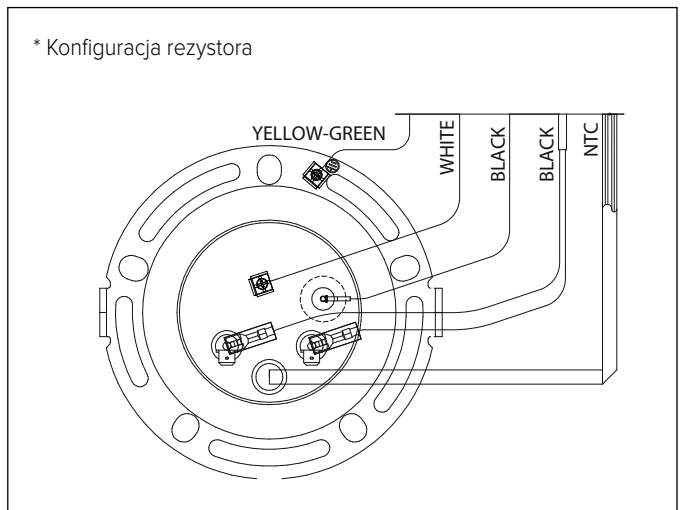 * Konfiguracja rezystora
YELLOW-GREEN
WHITE
BLACK
BLACK
NTC